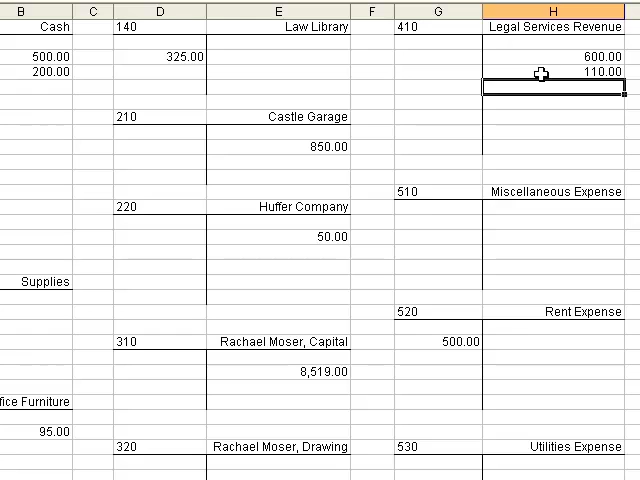 B C D E F G H
Cash 140 Law Library 410 Legal Services Revenue
500.00 325.00 600.00
200.00 110.00
210 Castle Garage
850.00
510 Miscellaneous Expense
220 Huffer Company
50.00
Supplies
520 Rent Expense
310 Rachael Moser, Capital 500.00
8,519.00
fice Furniture
95.00
320 Rachael Moser, Drawing 530 Utilities Expense